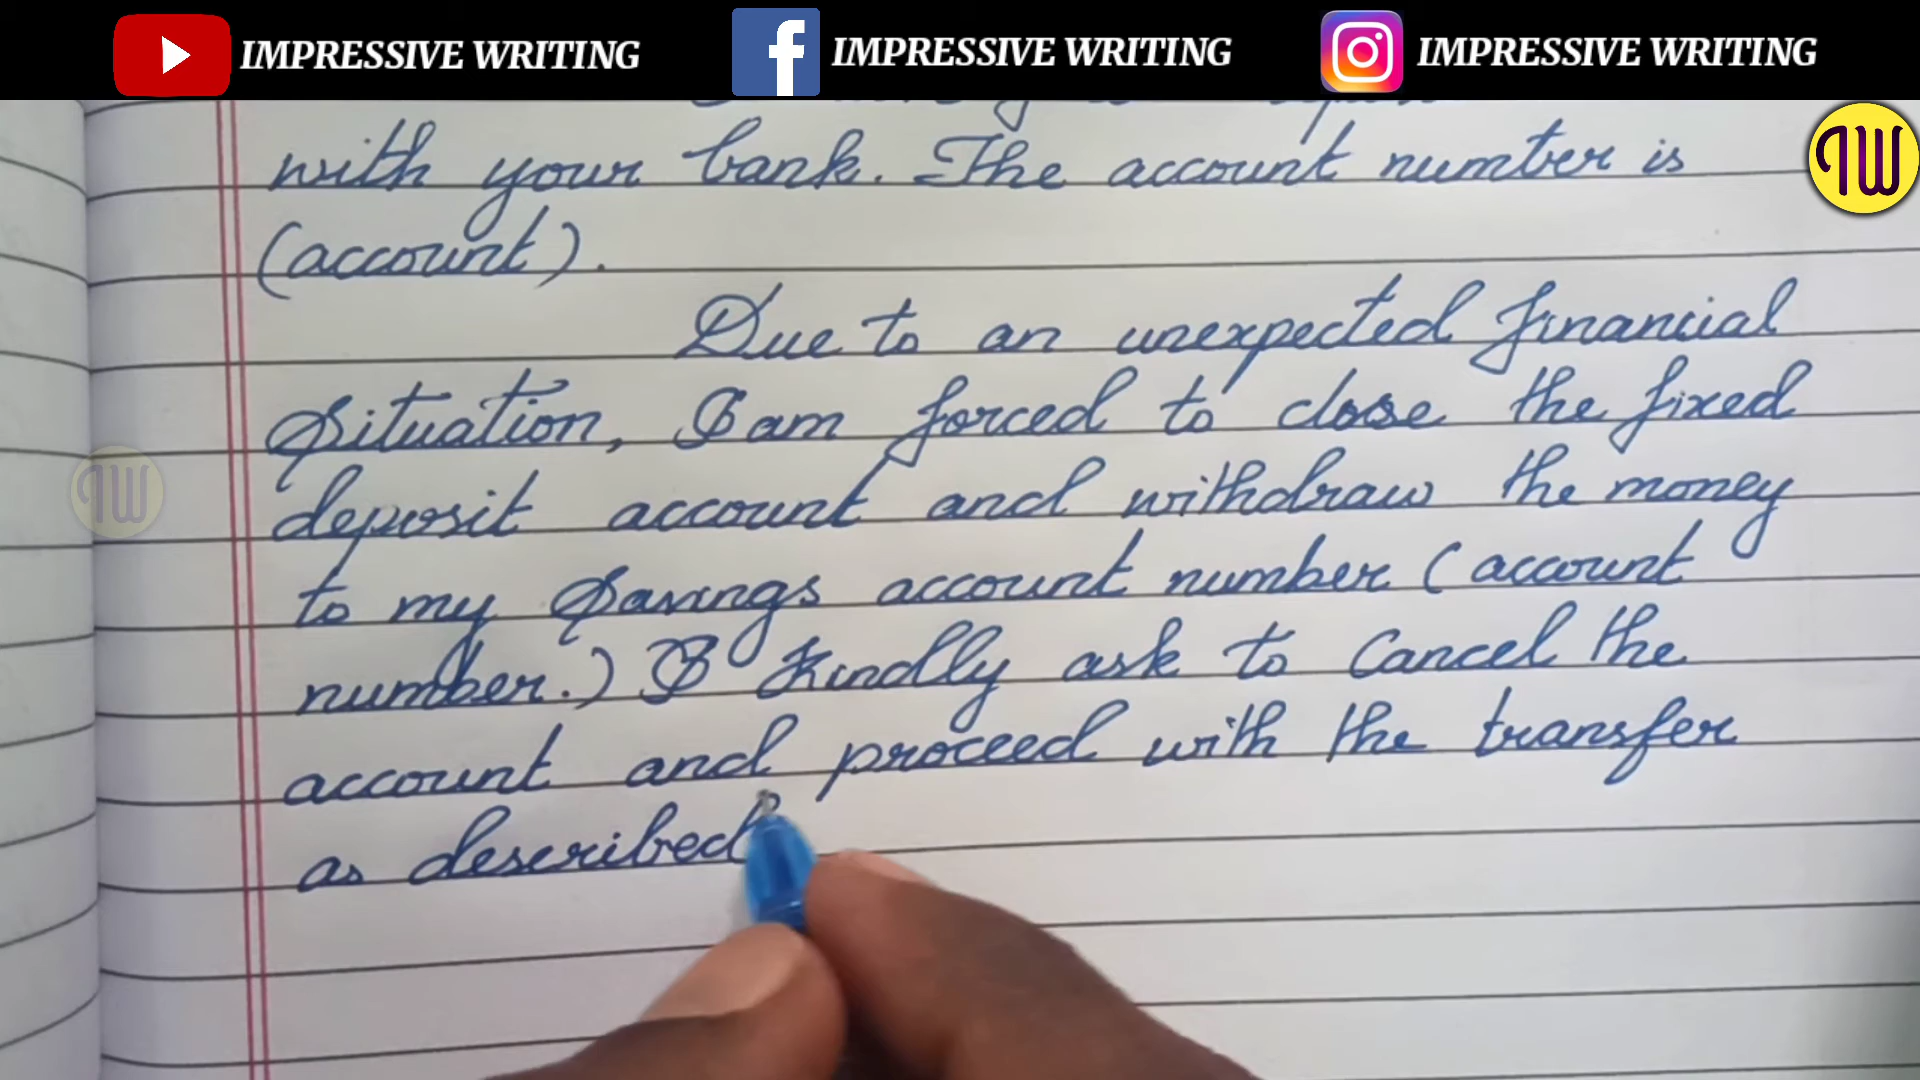 IMPRESSIVE WRITING IMPRESSIVE WRITING IMPRESSIVE WRITING
IW
with your bank. The account number is
(account).
Due to an unexpected financial
Situation, I am forced to close the fixed
deposit account and withdraw the money
to my Savings account number (account
number.) I Kindly ask to Cancel the
account and proceed with the transfer
as described
IW